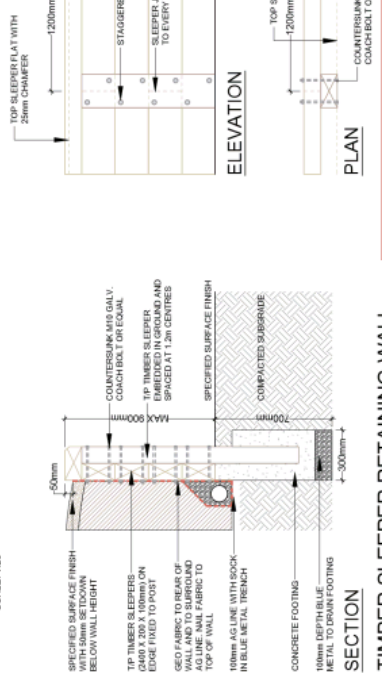 SPECIFIED SURFACE FINISH
WITH 50mm SETDOWN
BELOW WALL HEIGHT
T/P TIMBER SLEEPERS
(2400 X 200 X 100mm) ON
EDGE FIXED TO POST
GEO FABRIC TO REAR OF
WALL AND TO SURROUND
AG LINE. NAIL FABRIC TO
TOP OF WALL
100mm AG LINE WITH SOCK
IN BLUE METAL TRENCH
CONCRETE FOOTING
100mm DEPTH BLUE
METAL TO DRAIN FOOTING
50mm
COUNTERSUNK M10 GALV.
COACH BOLT OR EQUAL
T/P TIMBER SLEEPER
EMBEDDED IN GROUND AND
SPACED AT 1.2m CENTRES
SPECIFIED SURFACE FINISH
COMPACTED SUBGRADE
MAX 900mm
700mm
300mm
SECTION
TOP SLEEPER FLAT WITH
25mm CHAMFER
1200mm
STAGGERE
SLEEPER J
TO EVERY
ELEVATION
TOP S
1200mm
COUNTERSUNK
COACH BOLT O
PLAN